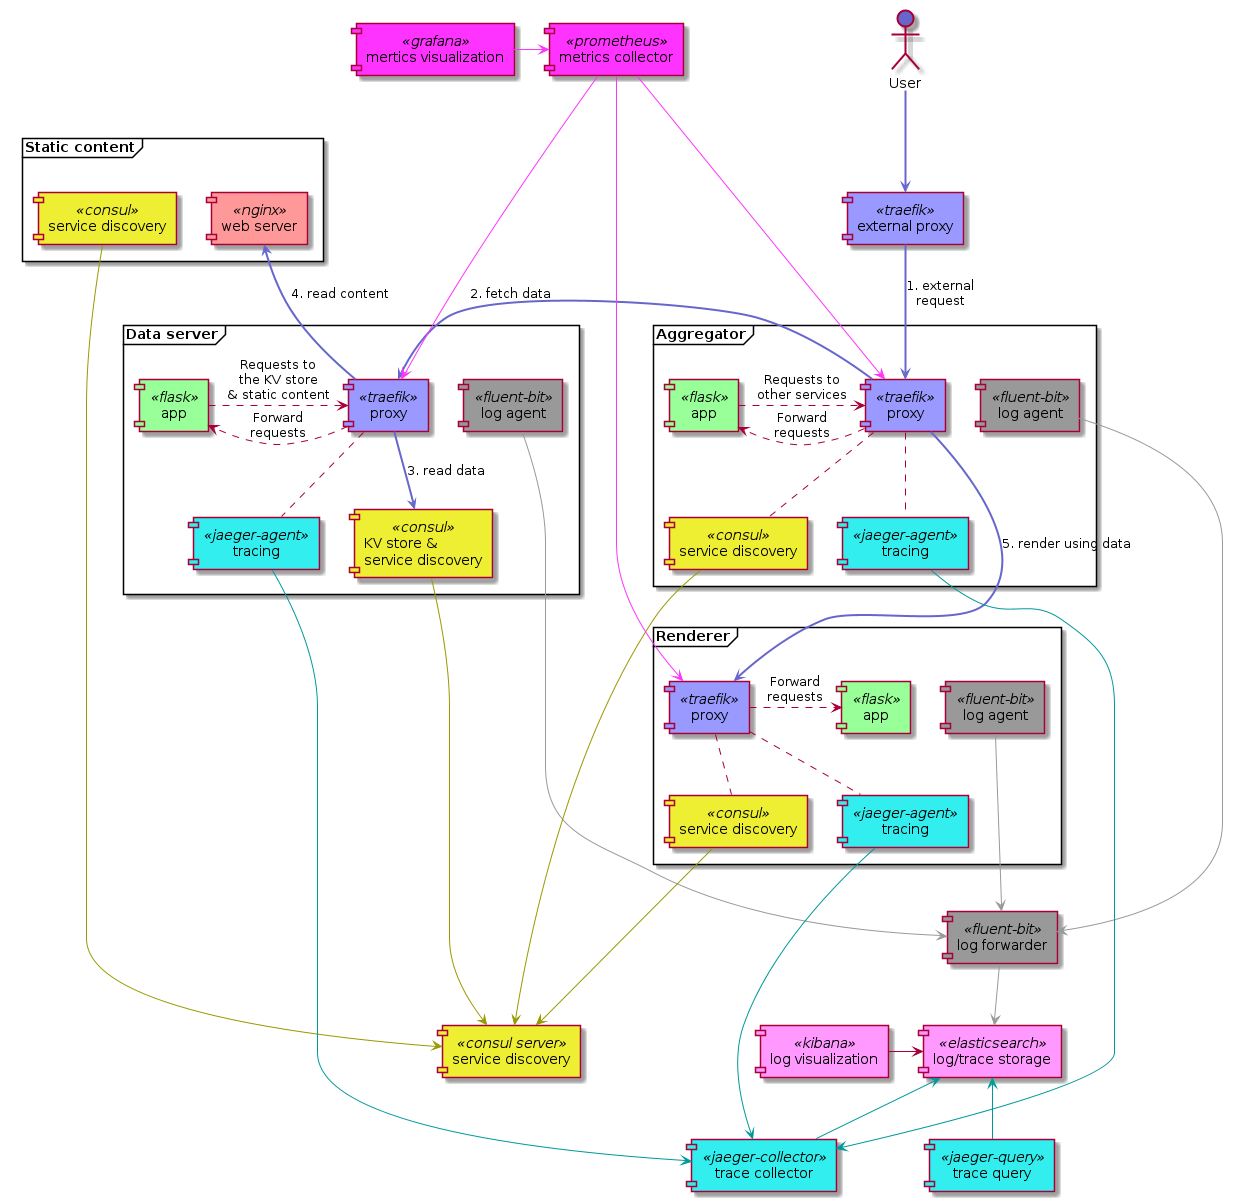 «grafana»
mertics visualization
«prometheus»
metrics collector
User
Static content
«consul»
service discovery
«nginx»
web server
«traefik»
external proxy
4. read content
2. fetch data
1. external
request
Data server
Requests to
the KV store
& static content
«flask»
app
Forward
requests
«traefik»
proxy
«fluent-bit»
log agent
3. read data
«jaeger-agent»
tracing
«consul»
KV store &
service discovery
Aggregator
Requests to
other services
«flask»
app
Forward
requests
«traefik»
proxy
«fluent-bit»
log agent
«consul»
service discovery
«jaeger-agent»
tracing
5. render using data
Renderer
«traefik»
proxy
Forward
requests
«flask»
app
«fluent-bit»
log agent
«consul»
service discovery
«jaeger-agent»
tracing
«fluent-bit»
log forwarder
«consul server»
service discovery
«kibana»
log visualization
«elasticsearch»
log/trace storage
«jaeger-collector»
trace collector
«jaeger-query»
trace query